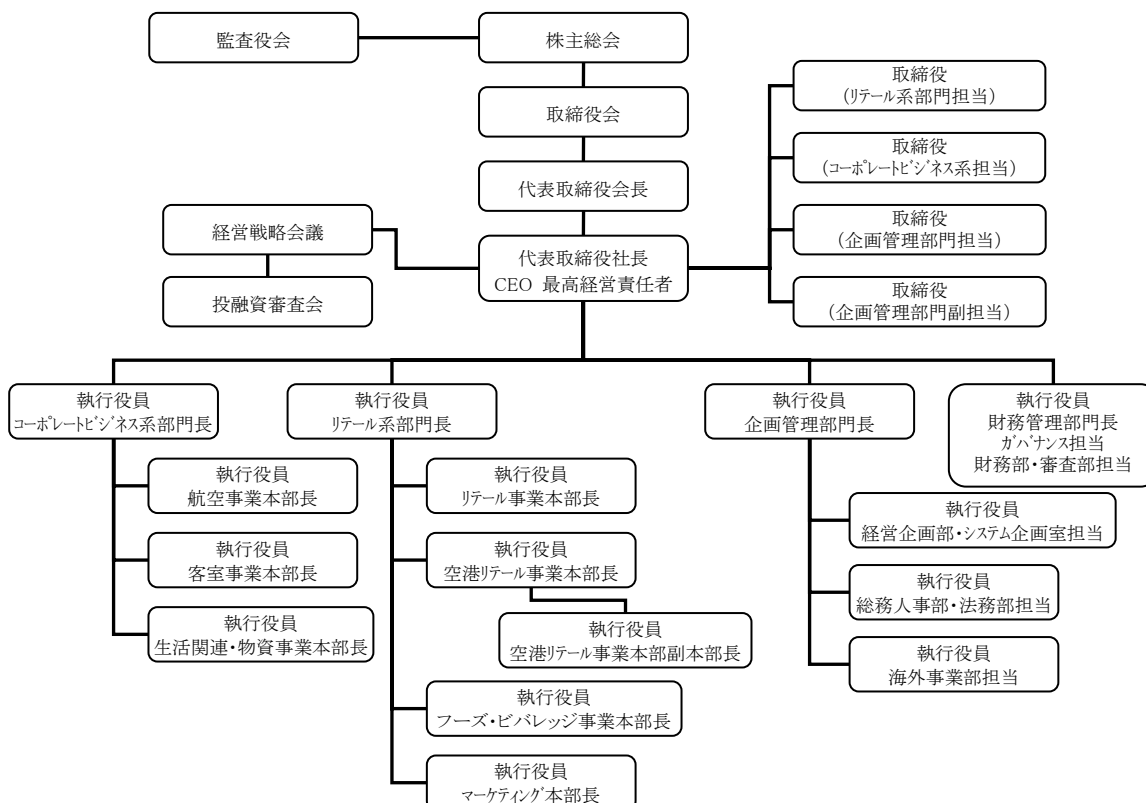 監査役会
株主総会
取締役会
代表取締役会長
経営戦略会議
投融資審査会
代表取締役社長
CEO 最高経営責任者
取締役
(ﾘﾃｰﾙ系部門担当)
取締役
(ｺｰﾎﾟﾚｰﾄﾋﾞｼﾞﾈｽ系担当)
取締役
(企画管理部門担当)
取締役
(企画管理部門副担当)
執行役員
ｺｰﾎﾟﾚｰﾄﾋﾞｼﾞﾈｽ系部門長
執行役員
航空事業本部長
執行役員
客室事業本部長
執行役員
生活関連・物資事業本部長
執行役員
ﾘﾃｰﾙ系部門長
執行役員
ﾘﾃｰﾙ事業本部長
執行役員
空港ﾘﾃｰﾙ事業本部長
執行役員
空港ﾘﾃｰﾙ事業本部副本部長
執行役員
フーズ・ビバレッジ事業本部長
執行役員
ﾏｰｹﾃｨﾝｸﾞ本部長
執行役員
企画管理部門長
執行役員
経営企画部・ｼｽﾃﾑ企画室担当
執行役員
総務人事部・法務部担当
執行役員
海外事業部担当
執行役員
財務管理部門長
ｶﾞﾊﾞﾅﾝｽ担当
財務部・審査部担当